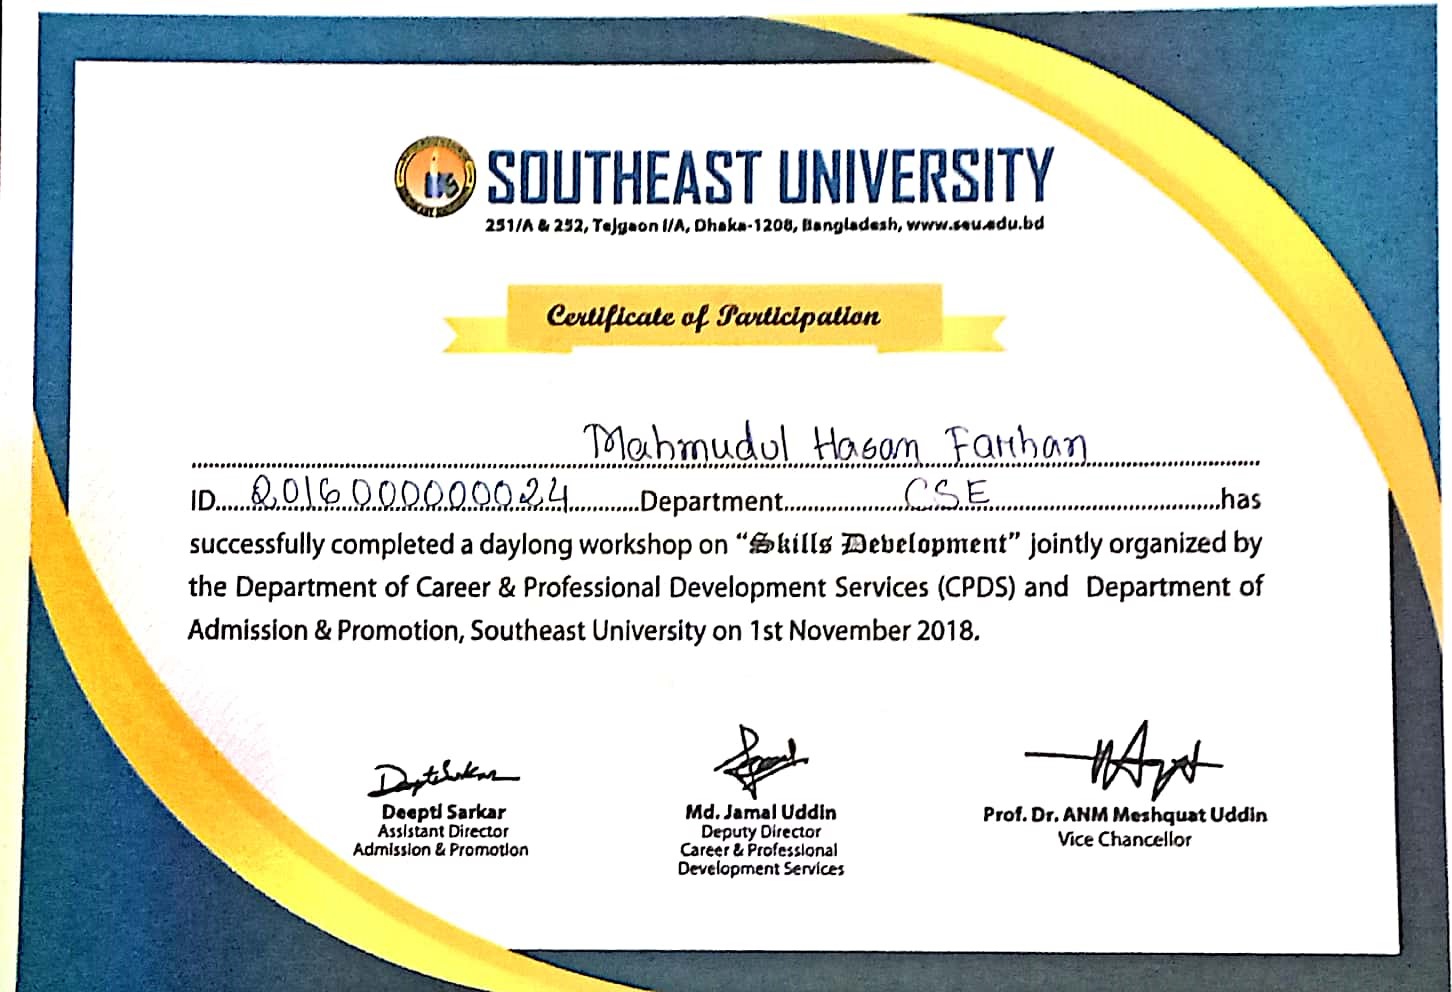 SOUTHEAST UNIVERSITY
251/A & 252, Tejgaon I/A, Dhaka-1208, Bangladesh, www.seu.edu.bd
Certificate of Participation
Mahmudul Hasan Farhan
ID......2016000000024............Department.....................CSE........................................has
successfully completed a daylong workshop on “Skills Development” jointly organized by
the Department of Career & Professional Development Services (CPDS) and Department of
Admission & Promotion, Southeast University on 1st November 2018.
Deepti Sarkar
Assistant Director
Admission & Promotion
Md. Jamal Uddin
Deputy Director
Career & Professional
Development Services
Prof. Dr. ANM Meshquat Uddin
Vice Chancellor